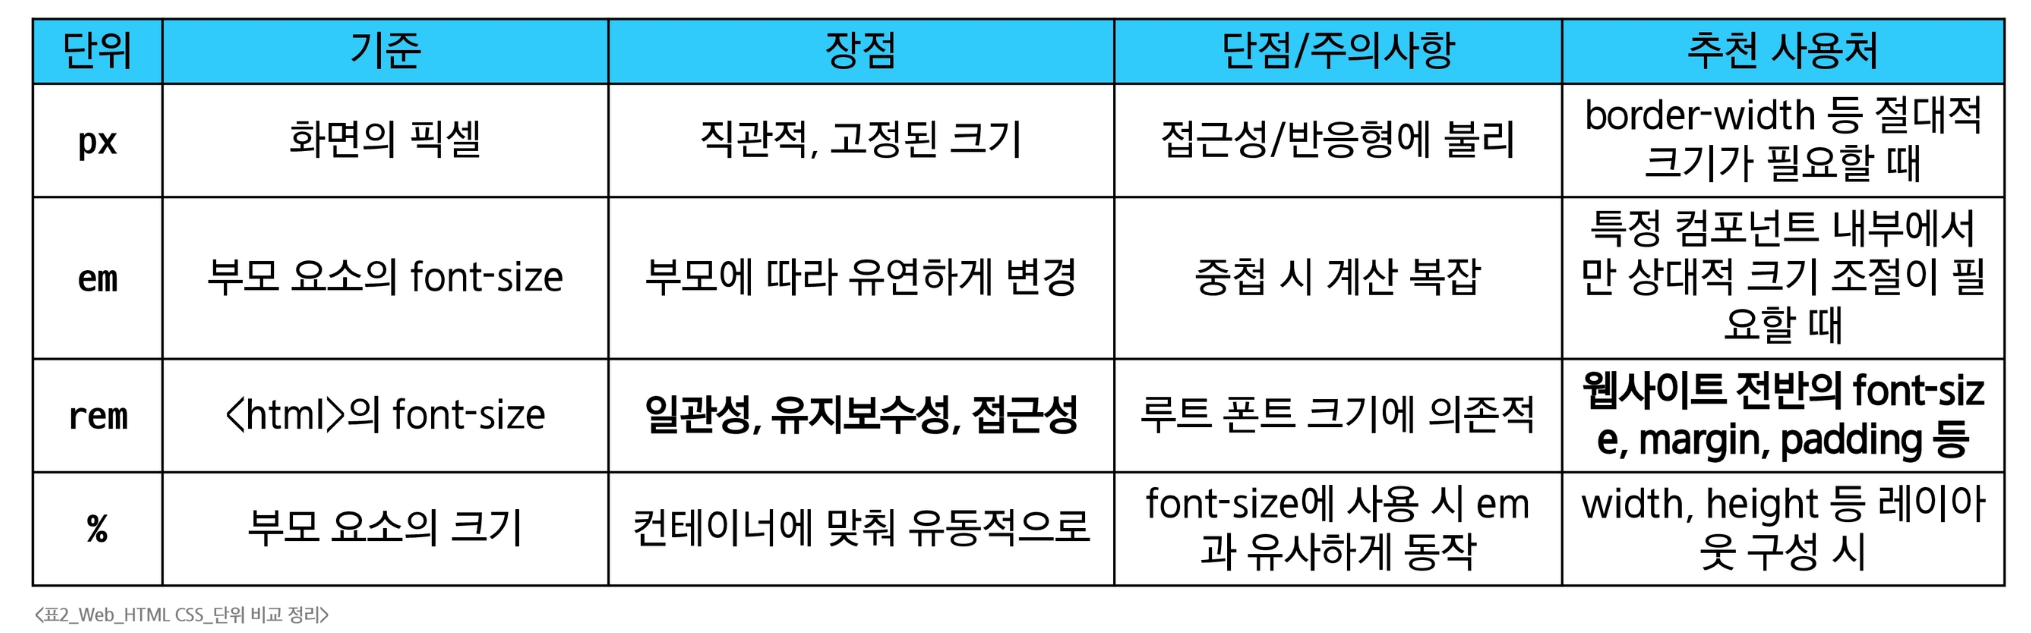 단위 기준 장점 단점/주의사항 추천 사용처
px 화면의 픽셀 직관적, 고정된 크기 접근성/반응형에 불리 border-width 등 절대적
크기가 필요할 때
em 부모 요소의 font-size 부모에 따라 유연하게 변경 중첩 시 계산 복잡 특정 컴포넌트 내부에서
만 상대적 크기 조절이 필
요할 때
rem <html>의 font-size 일관성, 유지보수성, 접근성 루트 폰트 크기에 의존적 웹사이트 전반의 font-siz
e, margin, padding 등
% 부모 요소의 크기 컨테이너에 맞춰 유동적으로 font-size에 사용 시 em
과 유사하게 동작 width, height 등 레이아
웃 구성 시
<표2_Web_HTML CSS_단위 비교 정리>